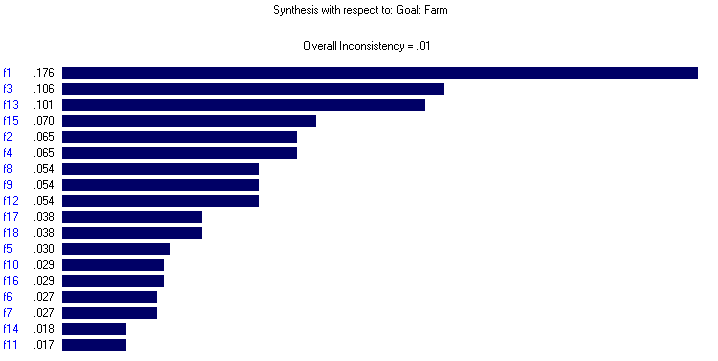 Synthesis with respect to: Goal: Farm
Overall Inconsistency = .01
f1 .176
f3 .106
f13 .101
f15 .070
f2 .065
f4 .065
f8 .054
f9 .054
f12 .054
f17 .038
f18 .038
f5 .030
f10 .029
f16 .029
f6 .027
f7 .027
f14 .018
f11 .017